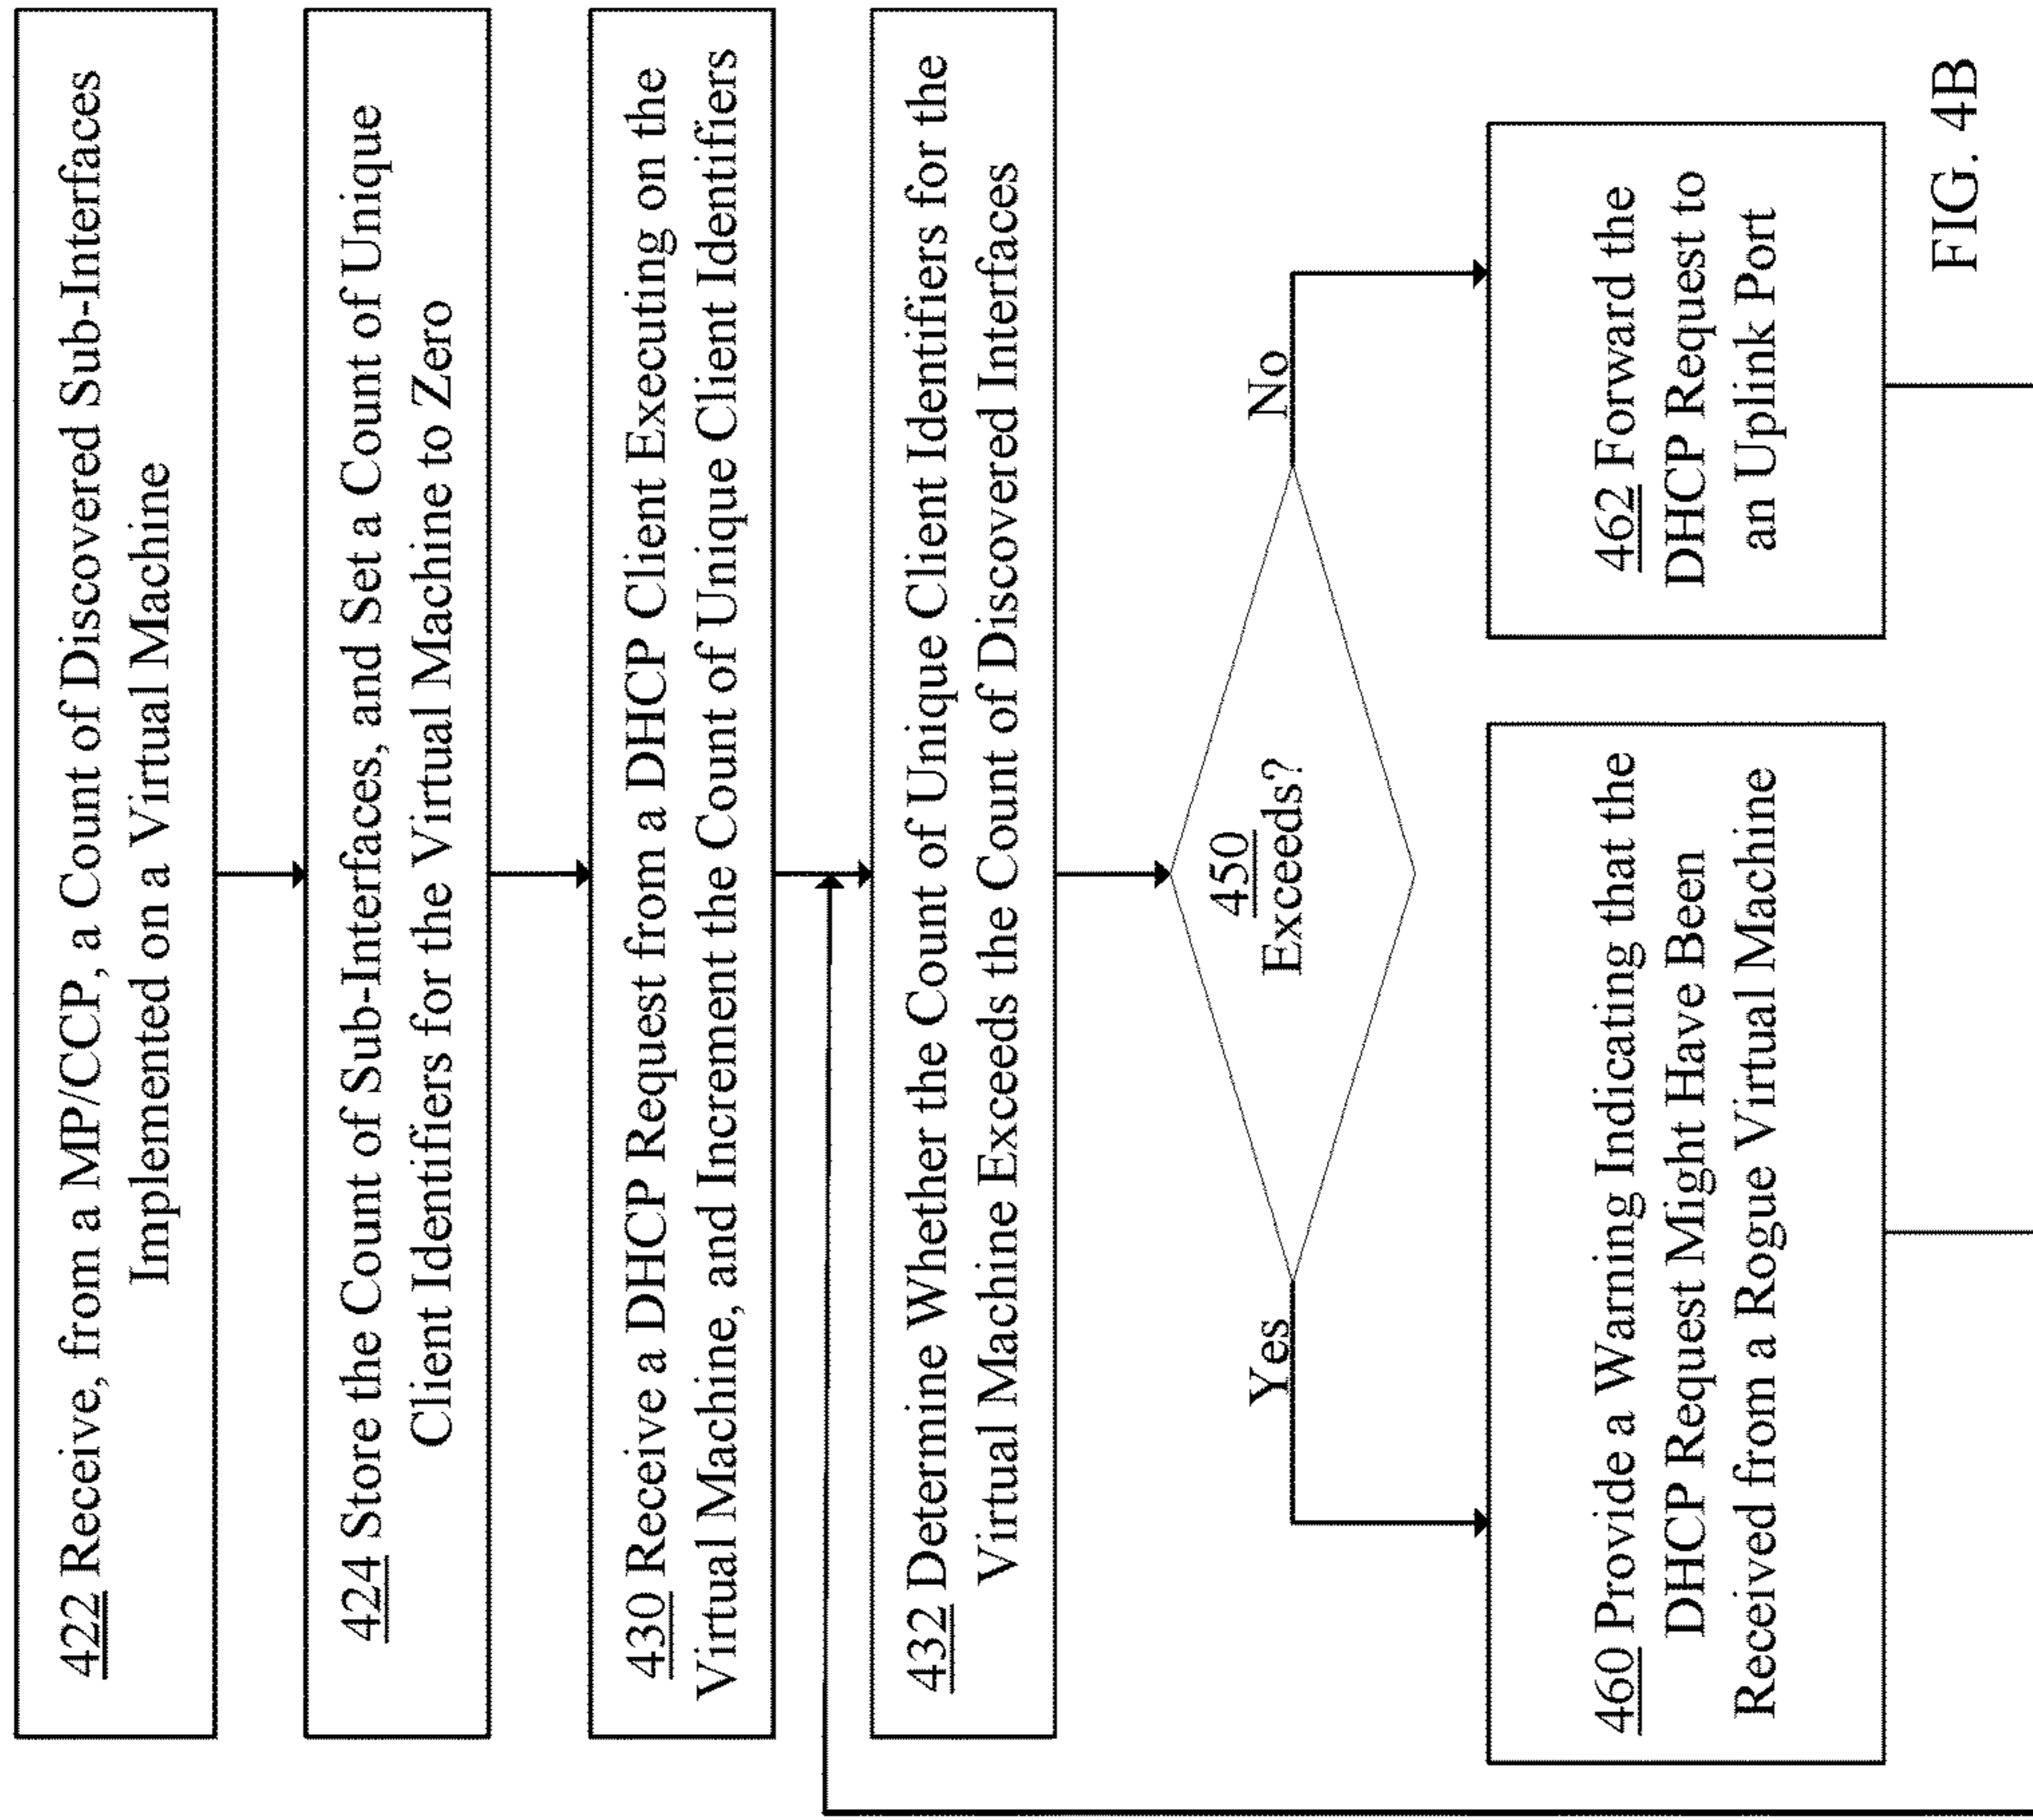 422 Receive, from a MP/CCP, a Count of Discovered Sub-Interfaces
Implemented on a Virtual Machine
424 Store the Count of Sub-Interfaces, and Set a Count of Unique
Client Identifiers for the Virtual Machine to Zero
430 Receive a DHCP Request from a DHCP Client Executing on the
Virtual Machine, and Increment the Count of Unique Client Identifiers
432 Determine Whether the Count of Unique Client Identifiers for the
Virtual Machine Exceeds the Count of Discovered Interfaces
450
Exceeds?
Yes
No
460 Provide a Warning Indicating that the
DHCP Request Might Have Been
Received from a Rogue Virtual Machine
462 Forward the
DHCP Request to
an Uplink Port
FIG. 4B